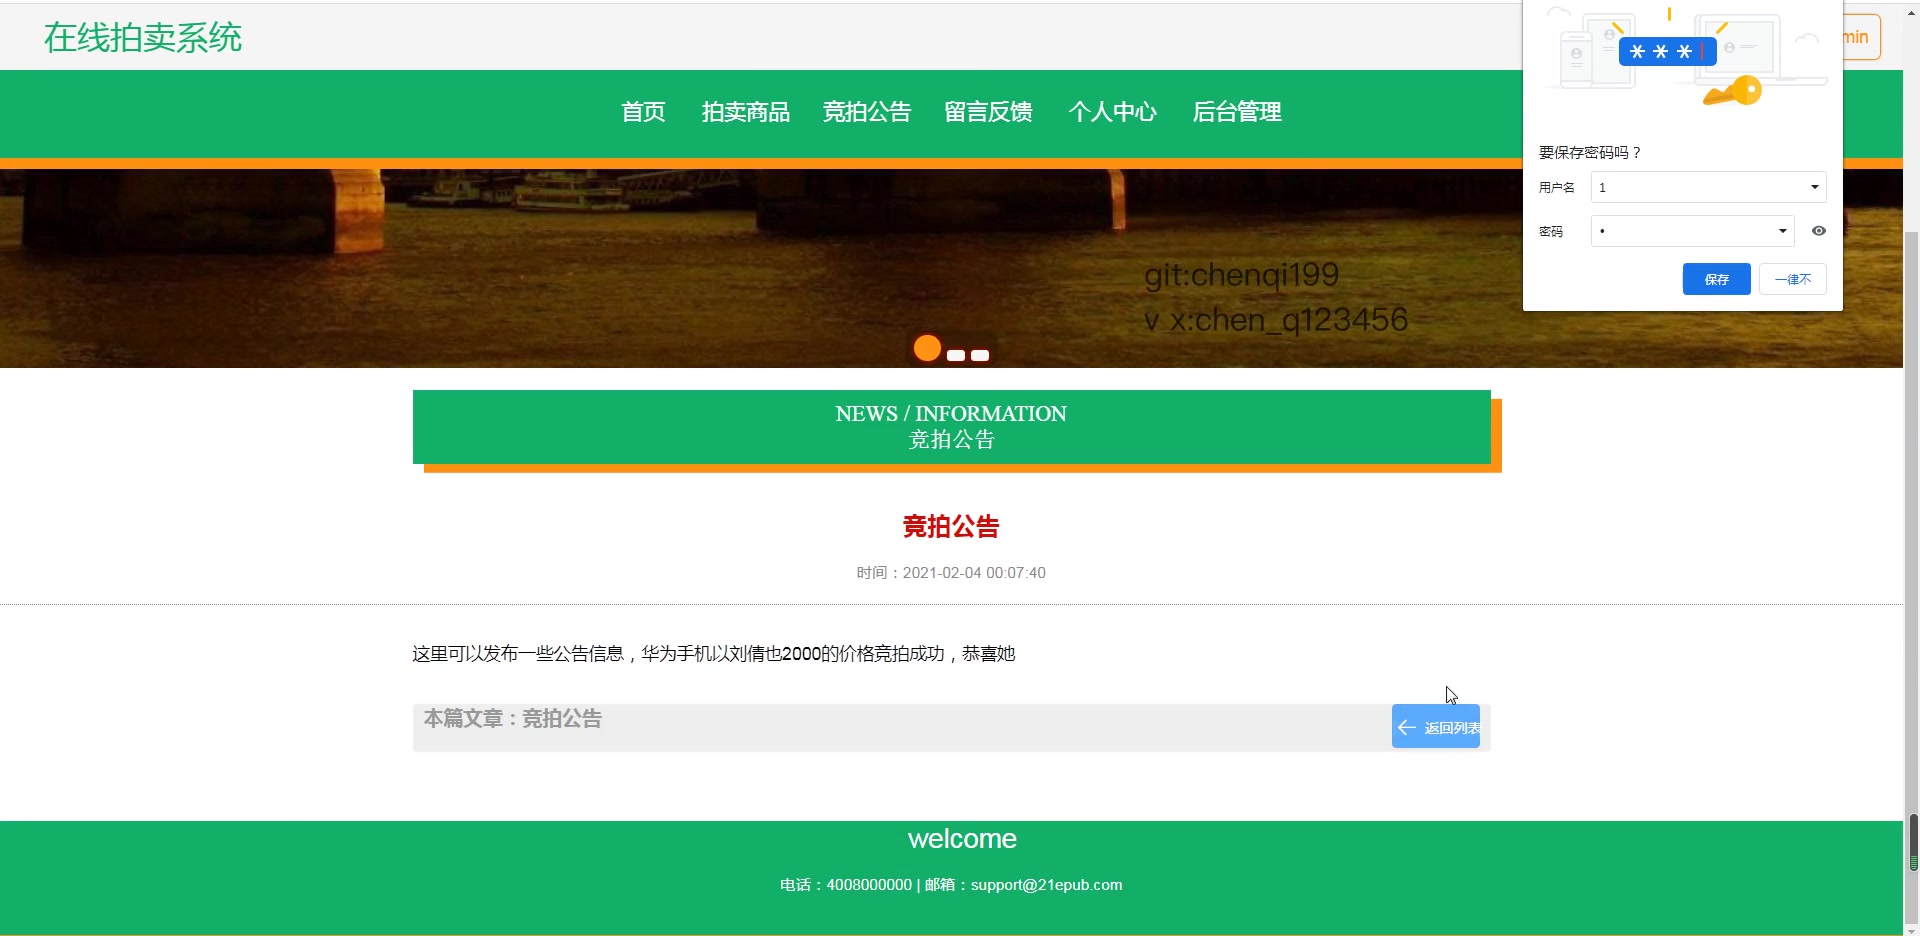 在线拍卖系统
min
首页 拍卖商品 竞拍公告 留言反馈 个人中心 后台管理
***
要保存密码吗？
用户名 1
密码 •
保存 一律不
git:chenqi199
v_x:chen_q123456
NEWS / INFORMATION
竞拍公告
竞拍公告
时间：2021-02-04 00:07:40
这里可以发布一些公告信息，华为手机以刘倩也2000的价格竞拍成功，恭喜她
本篇文章：竞拍公告
返回列表
welcome
电话：4008000000 | 邮箱：support@21epub.com